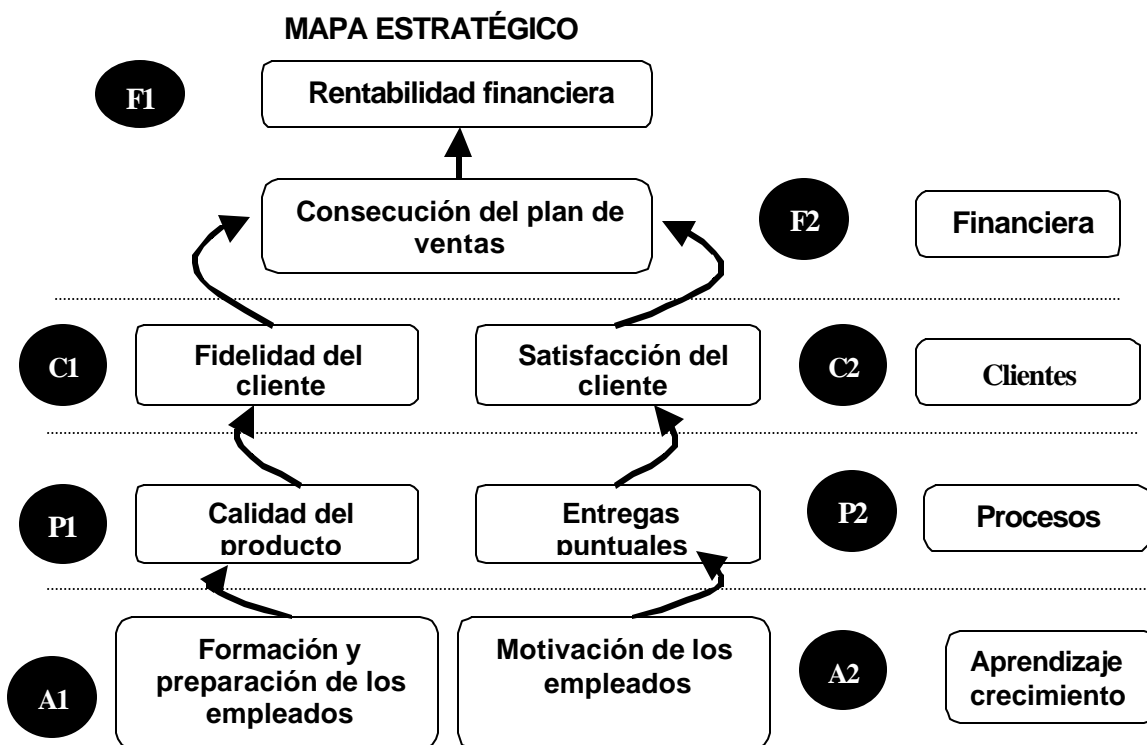 MAPA ESTRATÉGICO
F1
Rentabilidad financiera
Consecución del plan de
ventas
F2
Financiera
C1
Fidelidad del
cliente
Satisfacción del
cliente
C2
Clientes
P1
Calidad del
producto
Entregas
puntuales
P2
Procesos
A1
Formación y
preparación de los
empleados
Motivación de los
empleados
A2
Aprendizaje
crecimiento